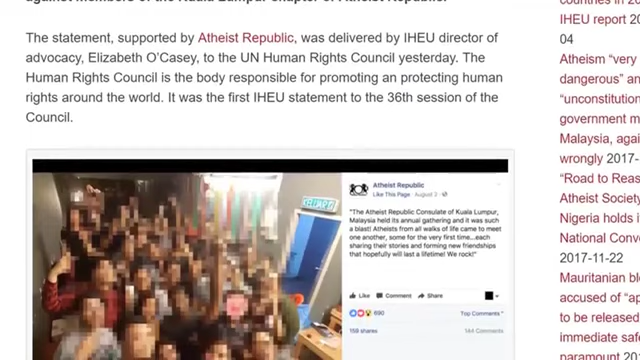 against Members of the Kuala Lumpur Chapter of Atheist Republic.
The statement, supported by Atheist Republic, was delivered by IHEU director of
advocacy, Elizabeth O'Casey, to the UN Human Rights Council yesterday. The
Human Rights Council is the body responsible for promoting an protecting human
rights around the world. It was the first IHEU statement to the 36th session of the
Council.
Atheist Republic
Like This Page · August 2
"The Atheist Republic Consulate of Kuala Lumpur,
Malaysia held its annual gathering and it was such
a blast! Atheists from all walks of life came to meet
one another, some for the very first time...each
sharing their stories and forming new friendships
that hopefully will last a lifetime! We rock!"
Like Comment Share
690
Top Comments
159 shares
144 Comments
countries in 20
IHEU report 20
04
Atheism "very
dangerous" an
"unconstitution
government m
Malaysia, agai
wrongly 2017-
"Road to Reas
Atheist Society
Nigeria holds i
National Conv
2017-11-22
Mauritanian bl
accused of "ap
to be released
immediate saf
paramount 20